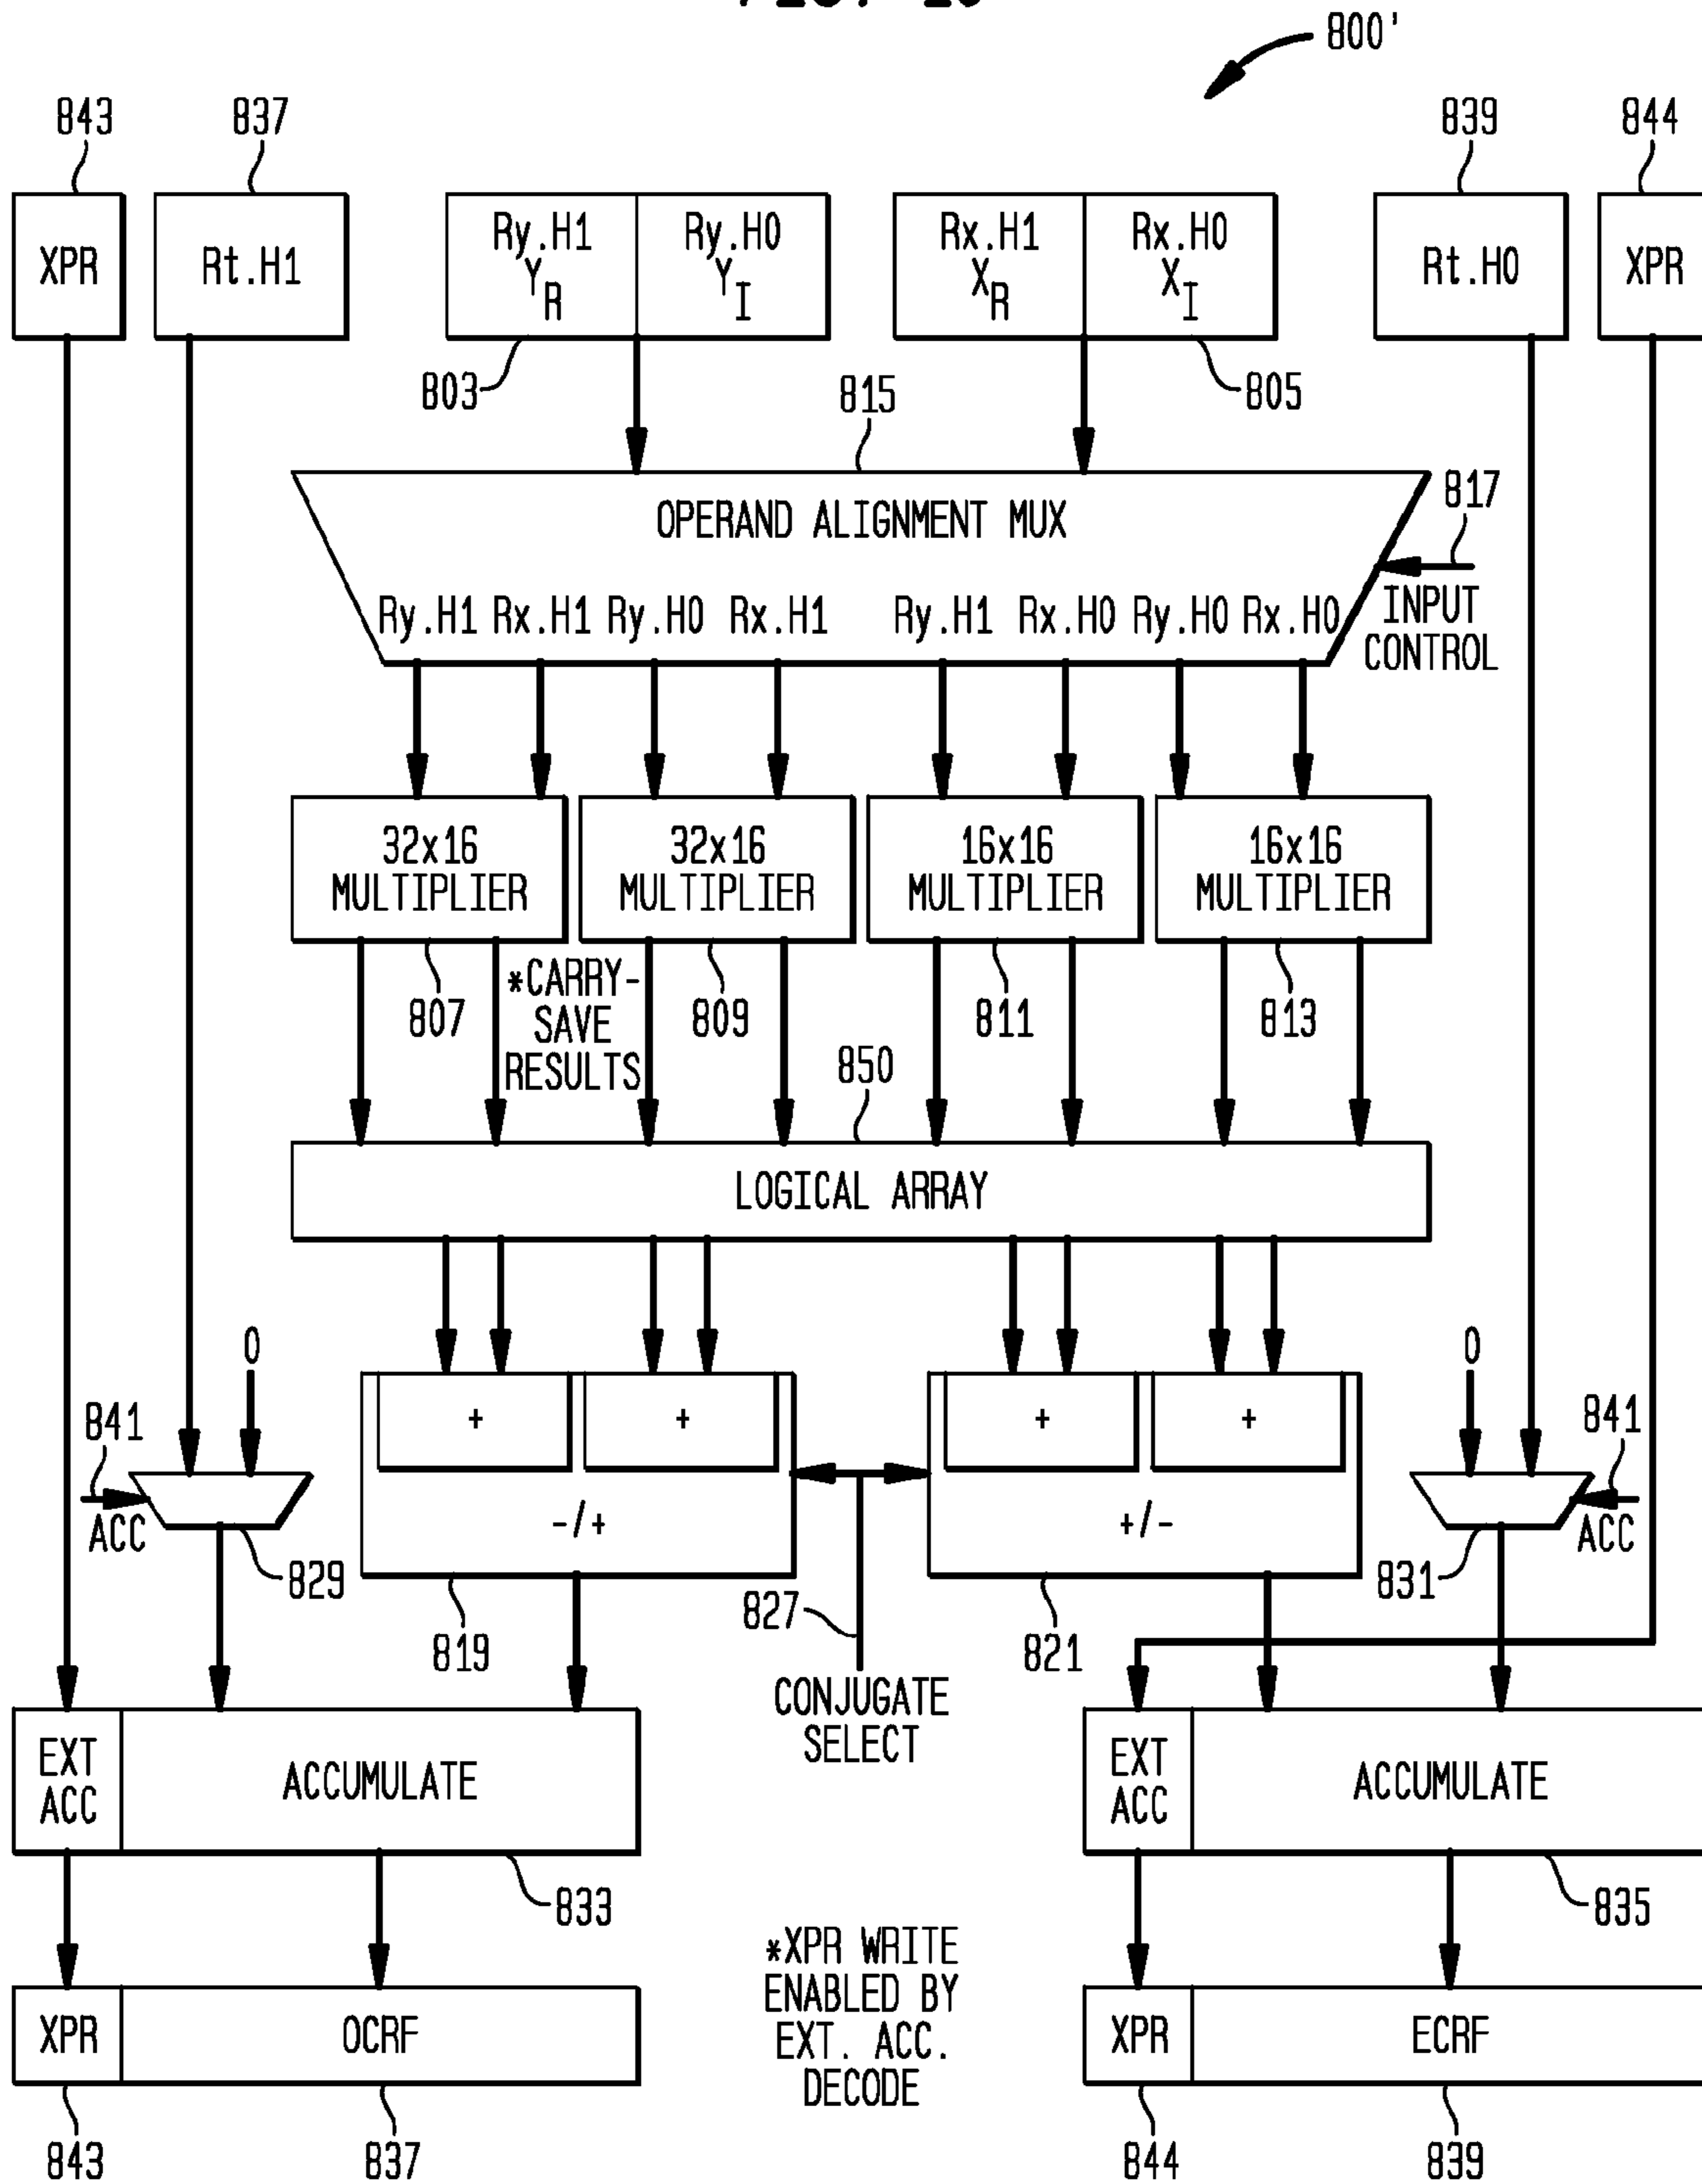 800'
843
837
839
844
XPR
Rt.H1
Ry.H1
Y
R
Ry.H0
Y
I
Rx.H1
X
R
Rx.H0
X
I
Rt.H0
XPR
803
815
805
817
OPERAND ALIGNMENT MUX
INPUT
CONTROL
Ry.H1 Rx.H1 Ry.H0 Rx.H1 Ry.H1 Rx.H0 Ry.H0 Rx.H0
32x16
MULTIPLIER
32x16
MULTIPLIER
16x16
MULTIPLIER
16x16
MULTIPLIER
807
*CARRY-
SAVE
RESULTS
809
811
813
850
LOGICAL ARRAY
0
0
841
ACC
829
+
+
-/+
+
+
+/-
841
ACC
831
819
827
821
CONJUGATE
SELECT
EXT
ACC
ACCUMULATE
EXT
ACC
ACCUMULATE
833
835
*XPR WRITE
ENABLED BY
EXT. ACC.
DECODE
XPR
OCRF
XPR
ECRF
843
837
844
839